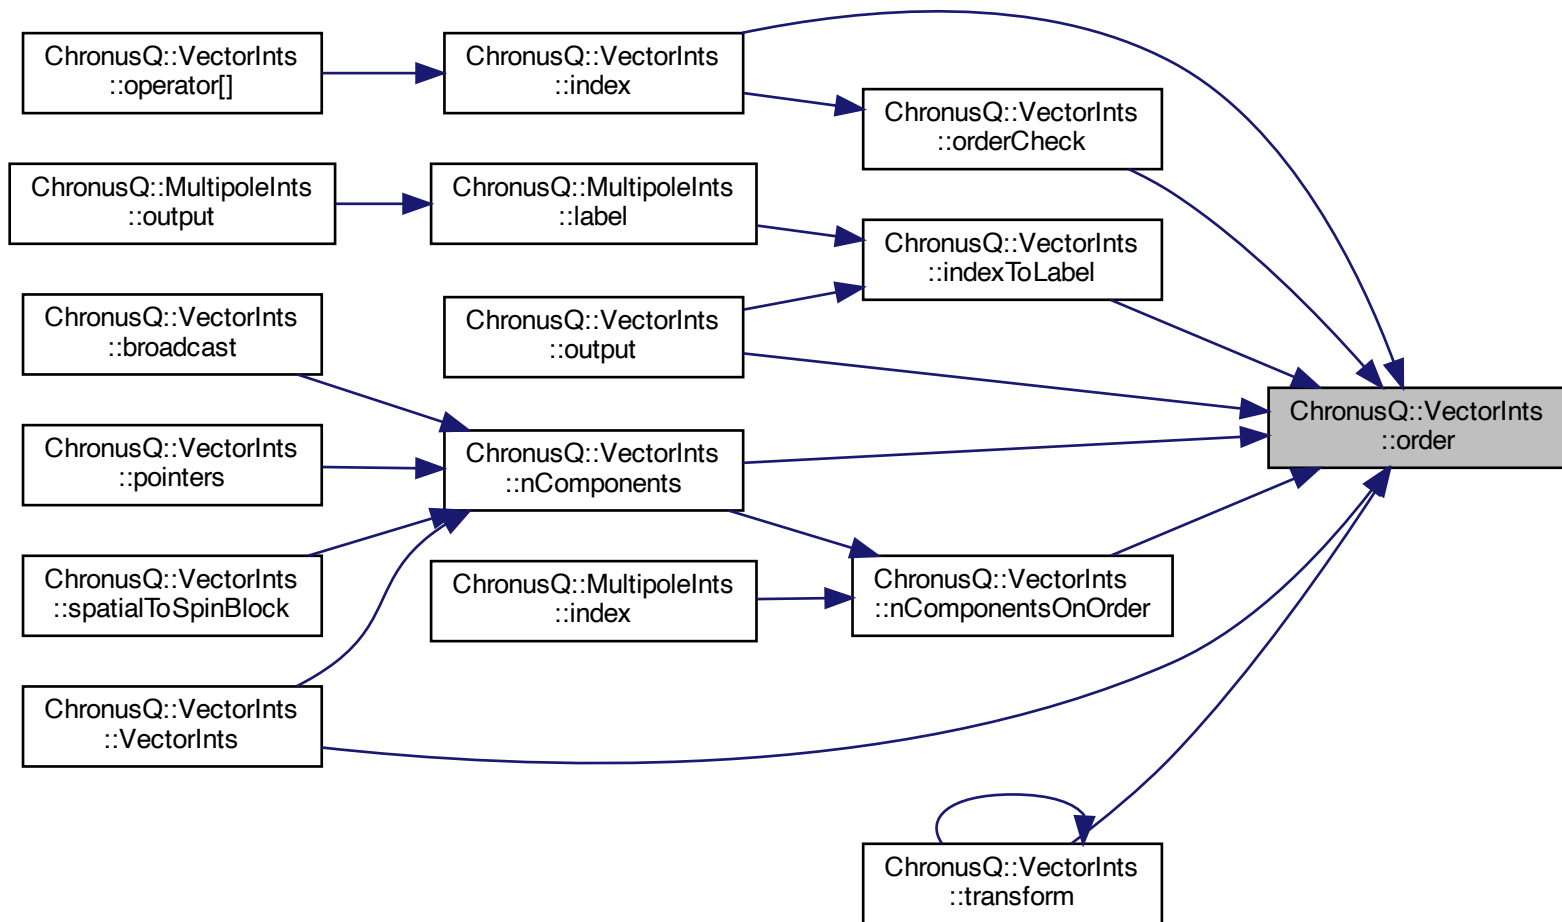 ChronusQ::VectorInts
::operator[]
ChronusQ::VectorInts
::index
ChronusQ::VectorInts
::orderCheck
ChronusQ::MultipoleInts
::output
ChronusQ::MultipoleInts
::label
ChronusQ::VectorInts
::indexToLabel
ChronusQ::VectorInts
::broadcast
ChronusQ::VectorInts
::output
ChronusQ::VectorInts
::order
ChronusQ::VectorInts
::pointers
ChronusQ::VectorInts
::nComponents
ChronusQ::VectorInts
::spatialToSpinBlock
ChronusQ::MultipoleInts
::index
ChronusQ::VectorInts
::nComponentsOnOrder
ChronusQ::VectorInts
::VectorInts
ChronusQ::VectorInts
::transform